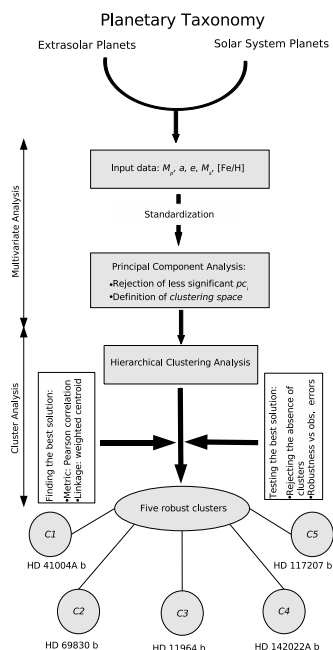 Planetary Taxonomy
Extrasolar Planets
Solar System Planets
Multivariate Analysis
Input data: Mp, a, e, Ms, [Fe/H]
Standardization
Principal Component Analysis:
•Rejection of less significant pci
•Definition of clustering space
Cluster Analysis
Hierarchical Clustering Analysis
Finding the best solution:
•Metric: Pearson correlation
•Linkage: weighted centroid
Testing the best solution:
•Rejecting the absence of
clusters
•Robustness vs obs, errors
Five robust clusters
C1
HD 41004A b
C2
HD 69830 b
C3
HD 11964 b
C4
HD 142022A b
C5
HD 117207 b